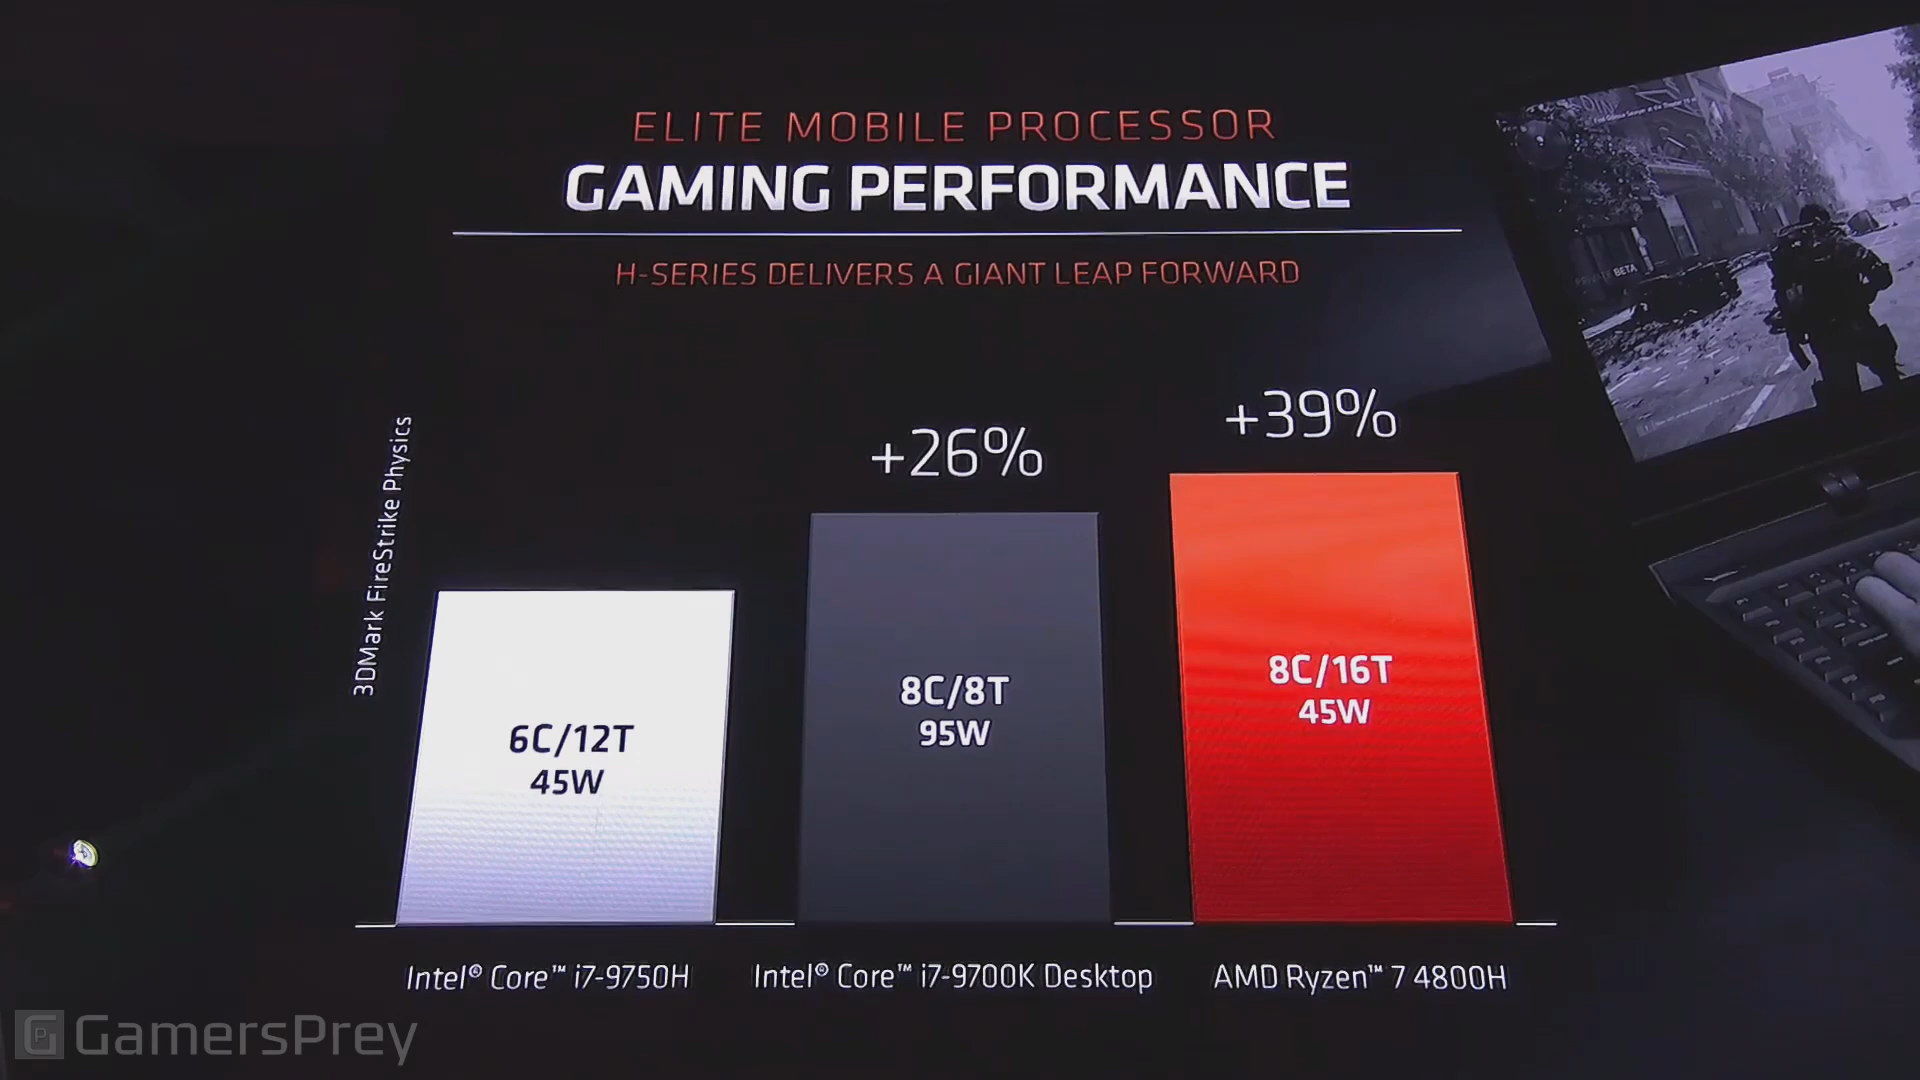 ELITE MOBILE PROCESSOR
GAMING PERFORMANCE
H-SERIES DELIVERS A GIANT LEAP FORWARD
3DMark FireStrike Physics
+26%
+39%
6C/12T
45W
8C/8T
95W
8C/16T
45W
Intel® Core™ i7-9750H
Intel® Core™ i7-9700K Desktop
AMD Ryzen™ 7 4800H
PRIVATE BETA
GamersPrey